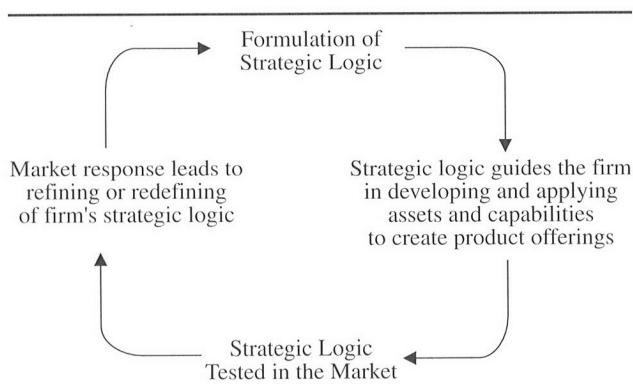 Formulation of
Strategic Logic
Strategic logic guides the firm
in developing and applying
assets and capabilities
to create product offerings
Strategic Logic
Tested in the Market
Market response leads to
refining or redefining
of firm's strategic logic